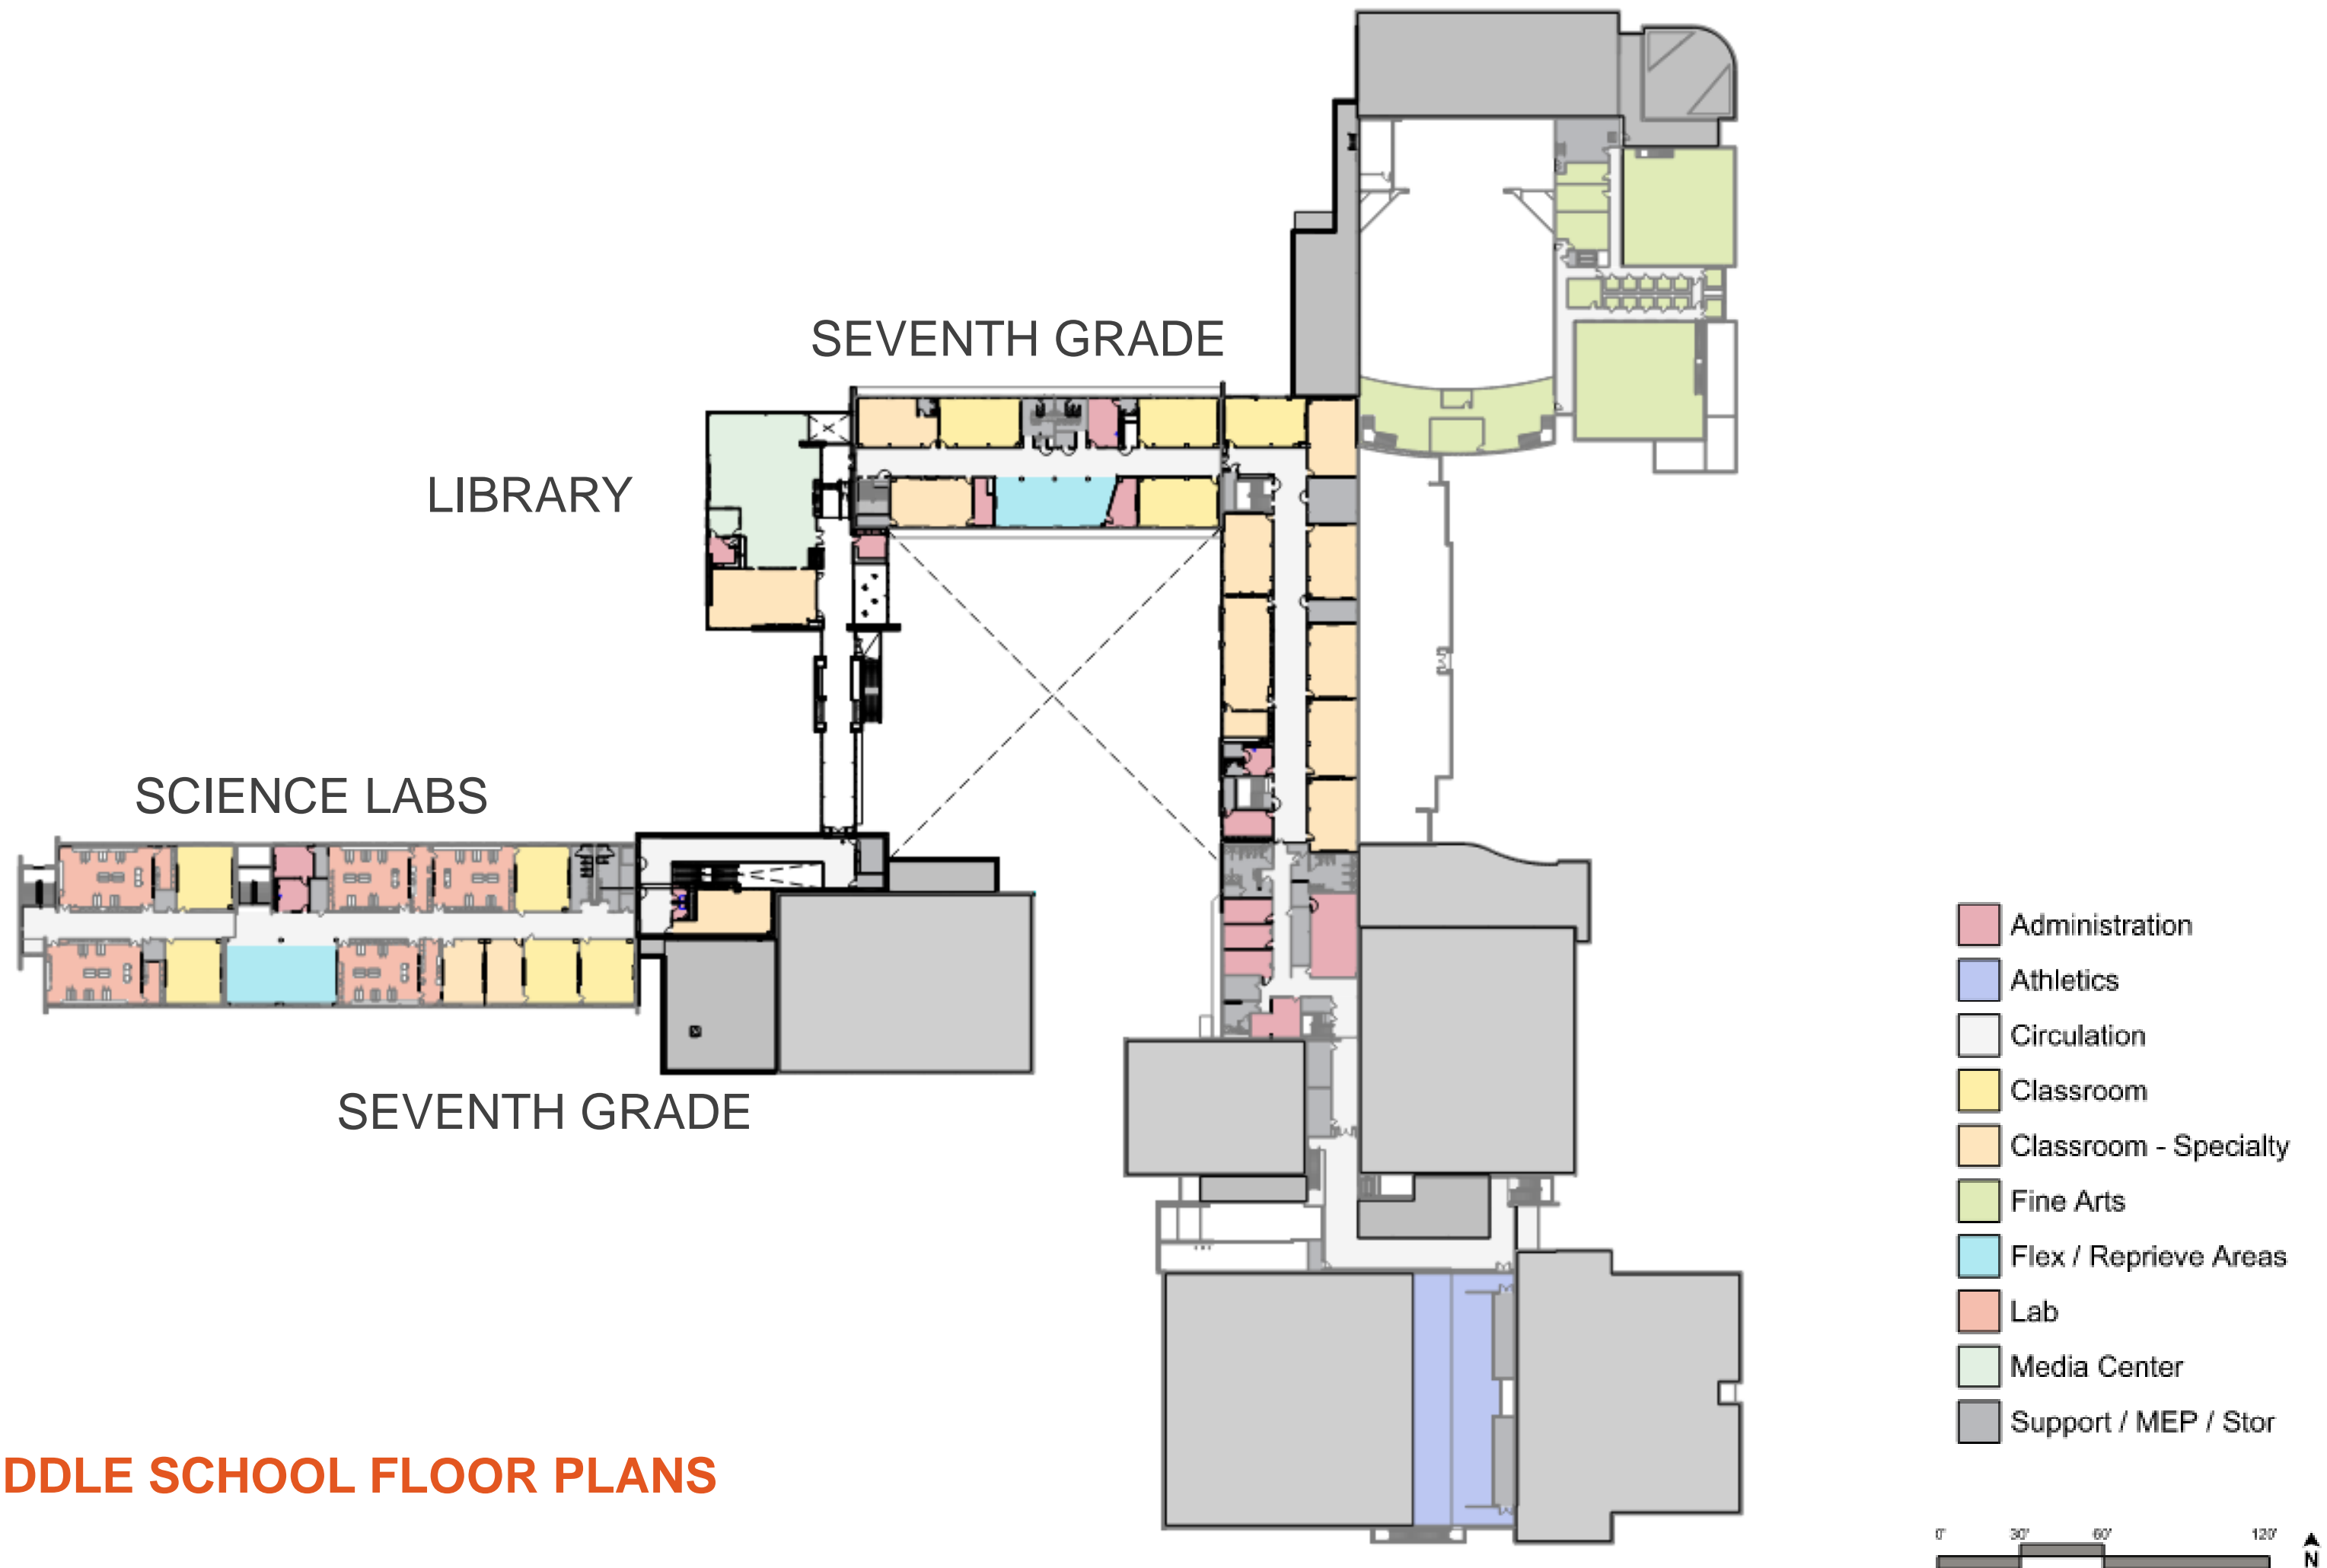 SEVENTH GRADE
LIBRARY
SCIENCE LABS
SEVENTH GRADE
Administration
Athletics
Circulation
Classroom
Classroom - Specialty
Fine Arts
Flex / Reprieve Areas
Lab
Media Center
Support / MEP / Stor
DDLE SCHOOL FLOOR PLANS
0' 30' 60' 120'
N